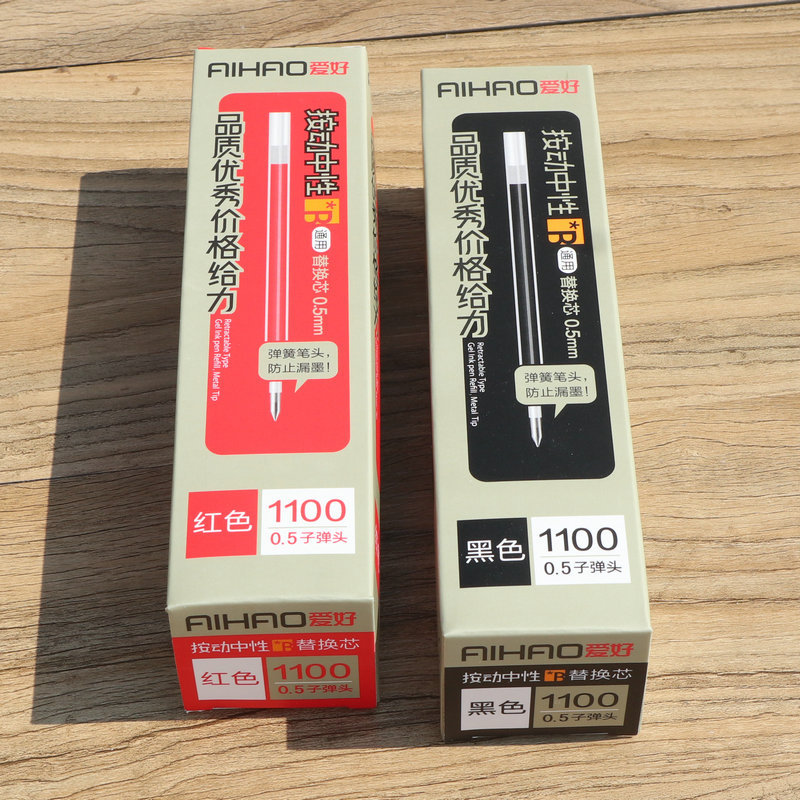 AIHAO爱好
品质优秀价格给力
按动中性*B通用替换芯 0.5mm
Retractable Type
Gel Ink pen Refill. Metal Tip
弹簧笔头,
防止漏墨!
红色
1100
0.5子弹头
AIHAO爱好
按动中性*B替换芯
红色
1100
0.5子弹头
AIHAO爱好
品质优秀价格给力
按动中性*B通用替换芯 0.5mm
Retractable Type
Gel Ink pen Refill. Metal Tip
弹簧笔头,
防止漏墨!
黑色
1100
0.5子弹头
AIHAO爱好
按动中性*B替换芯
黑色
1100
0.5子弹头